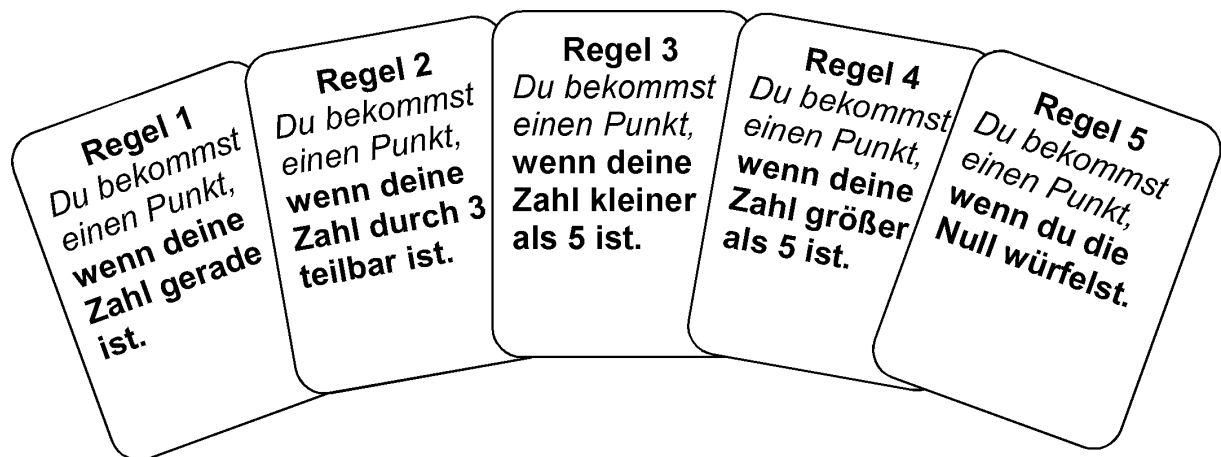 Regel 1
Du bekommst
einen Punkt,
wenn deine
Zahl gerade
ist.
Regel 2
Du bekommst
einen Punkt,
wenn deine
Zahl durch 3
teilbar ist.
Regel 3
Du bekommst
einen Punkt,
wenn deine
Zahl kleiner
als 5 ist.
Regel 4
Du bekommst
einen Punkt,
wenn deine
Zahl größer
als 5 ist.
Regel 5
Du bekommst
einen Punkt,
wenn du die
Null würfelst.